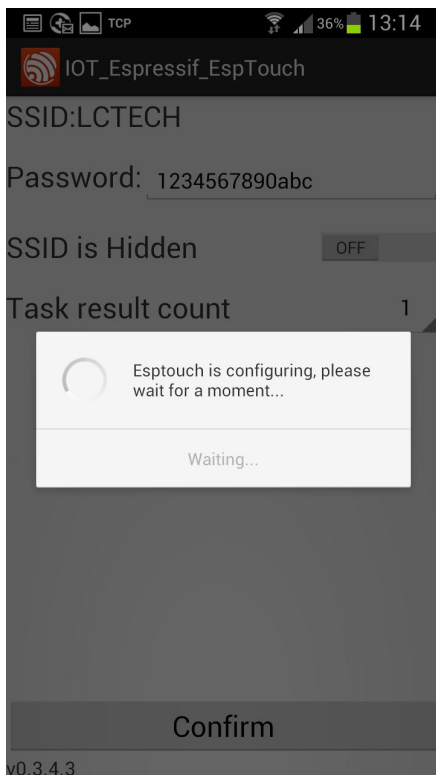 TCP 36% 13:14
IOT_Espressif_EspTouch
SSID:LCTECH
Password: 1234567890abc
SSID is Hidden OFF
Task result count 1
Esptouch is configuring, please
wait for a moment...
Waiting...
Confirm
v0.3.4.3